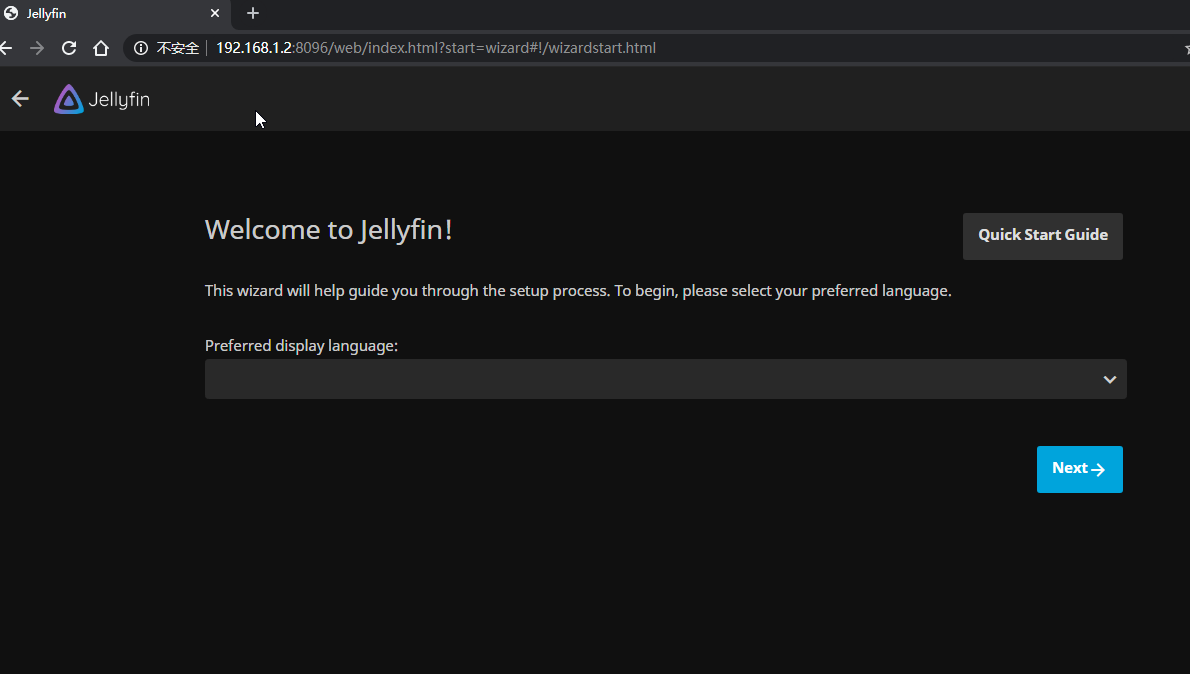 Jellyfin
不安全 192.168.1.2:8096/web/index.html?start=wizard#!/wizardstart.html
Jellyfin
Welcome to Jellyfin!
Quick Start Guide
This wizard will help guide you through the setup process. To begin, please select your preferred language.
Preferred display language:
Next